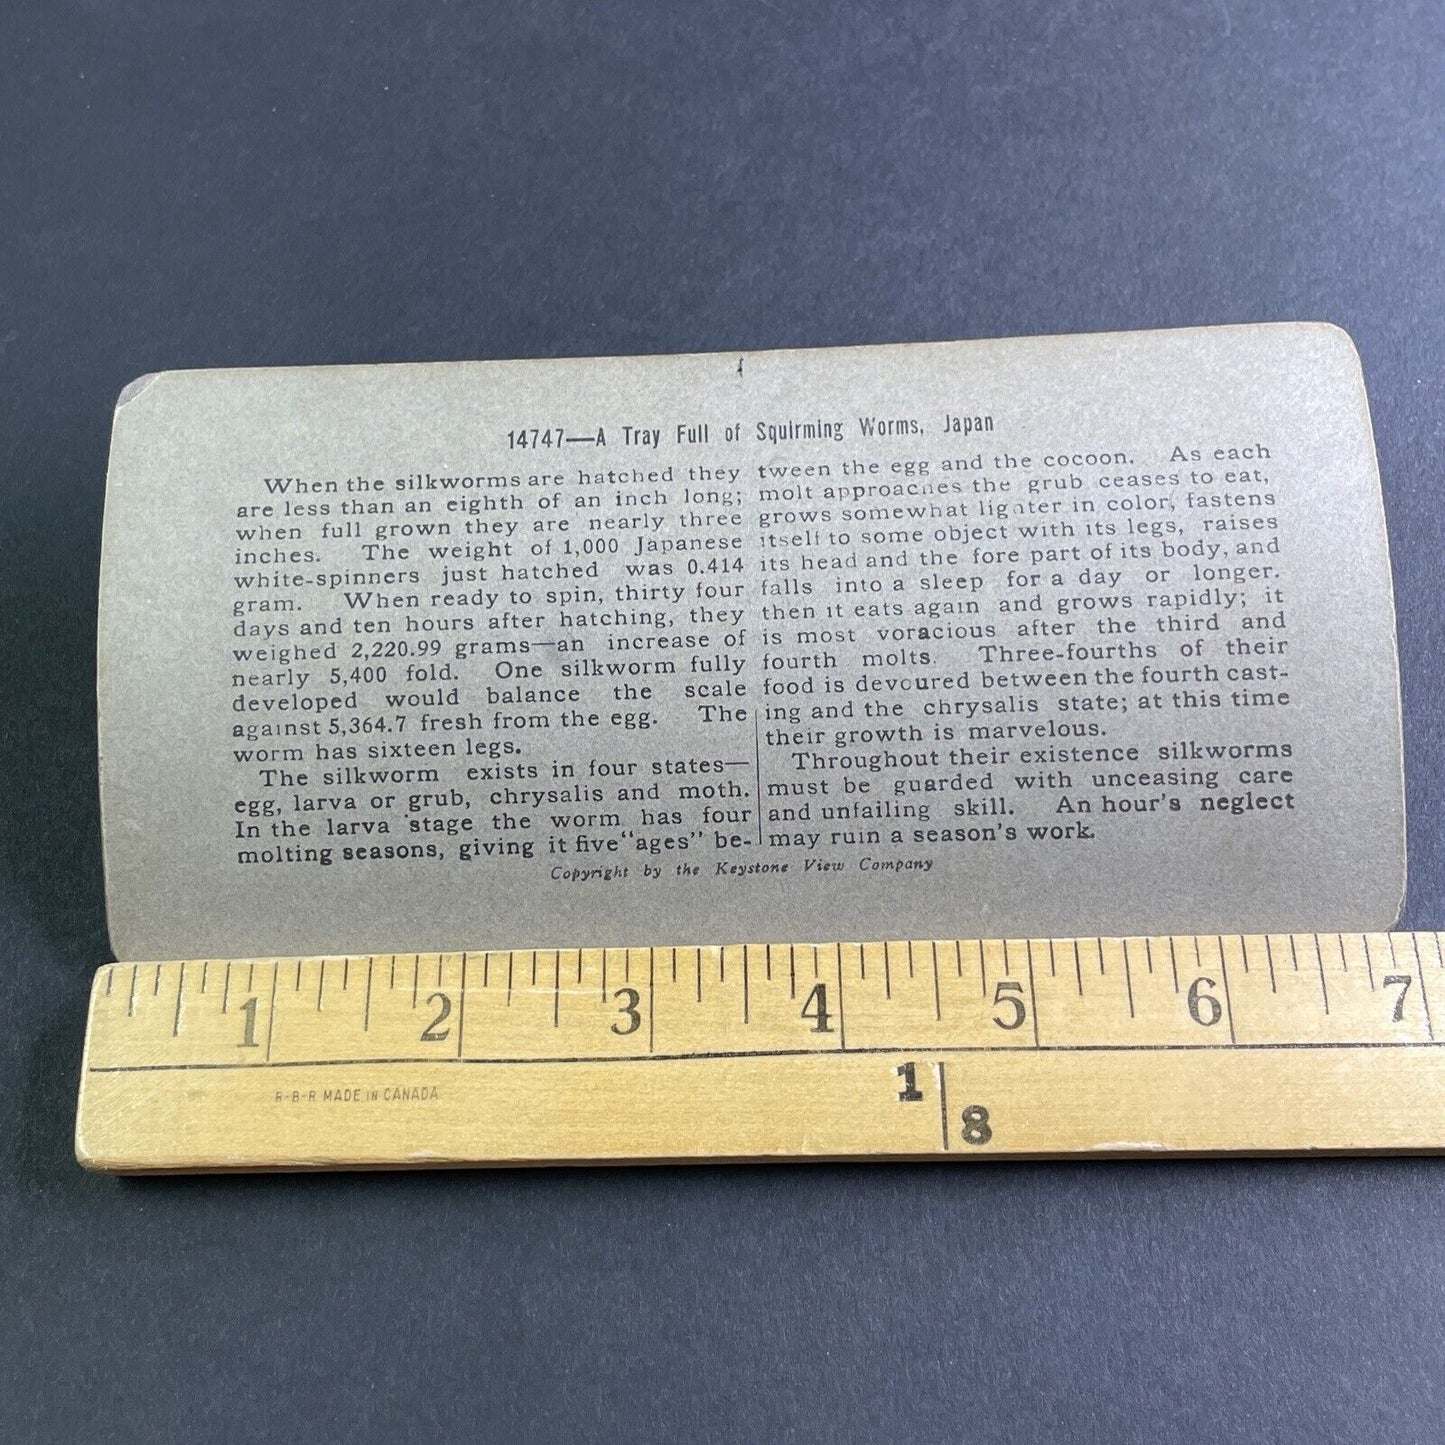 14747—A Tray Full of Squirming Worms, Japan
When the silkworms are hatched they
are less than an eighth of an inch long;
when full grown they are nearly three
inches. The weight of 1,000 Japanese
white-spinners just hatched was 0.414
gram. When ready to spin, thirty four
days and ten hours after hatching, they
weighed 2,220.99 grams—an increase of
nearly 5,400 fold. One silkworm fully
developed would balance the scale
against 5,364.7 fresh from the egg. The
worm has sixteen legs.
The silkworm exists in four states—
egg, larva or grub, chrysalis and moth.
In the larva stage the worm has four
molting seasons, giving it five "ages" be-
tween the egg and the cocoon. As each
molt approaches the grub ceases to eat,
grows somewhat lighter in color, fastens
itself to some object with its legs, raises
its head and the fore part of its body, and
falls into a sleep for a day or longer.
then it eats again and grows rapidly; it
is most voracious after the third and
fourth molts. Three-fourths of their
food is devoured between the fourth cast-
ing and the chrysalis state; at this time
their growth is marvelous.
Throughout their existence silkworms
must be guarded with unceasing care
and unfailing skill. An hour's neglect
may ruin a season's work.
Copyright by the Keystone View Company
1 2 3 4 5 6 7
R-B-R MADE IN CANADA
1
8